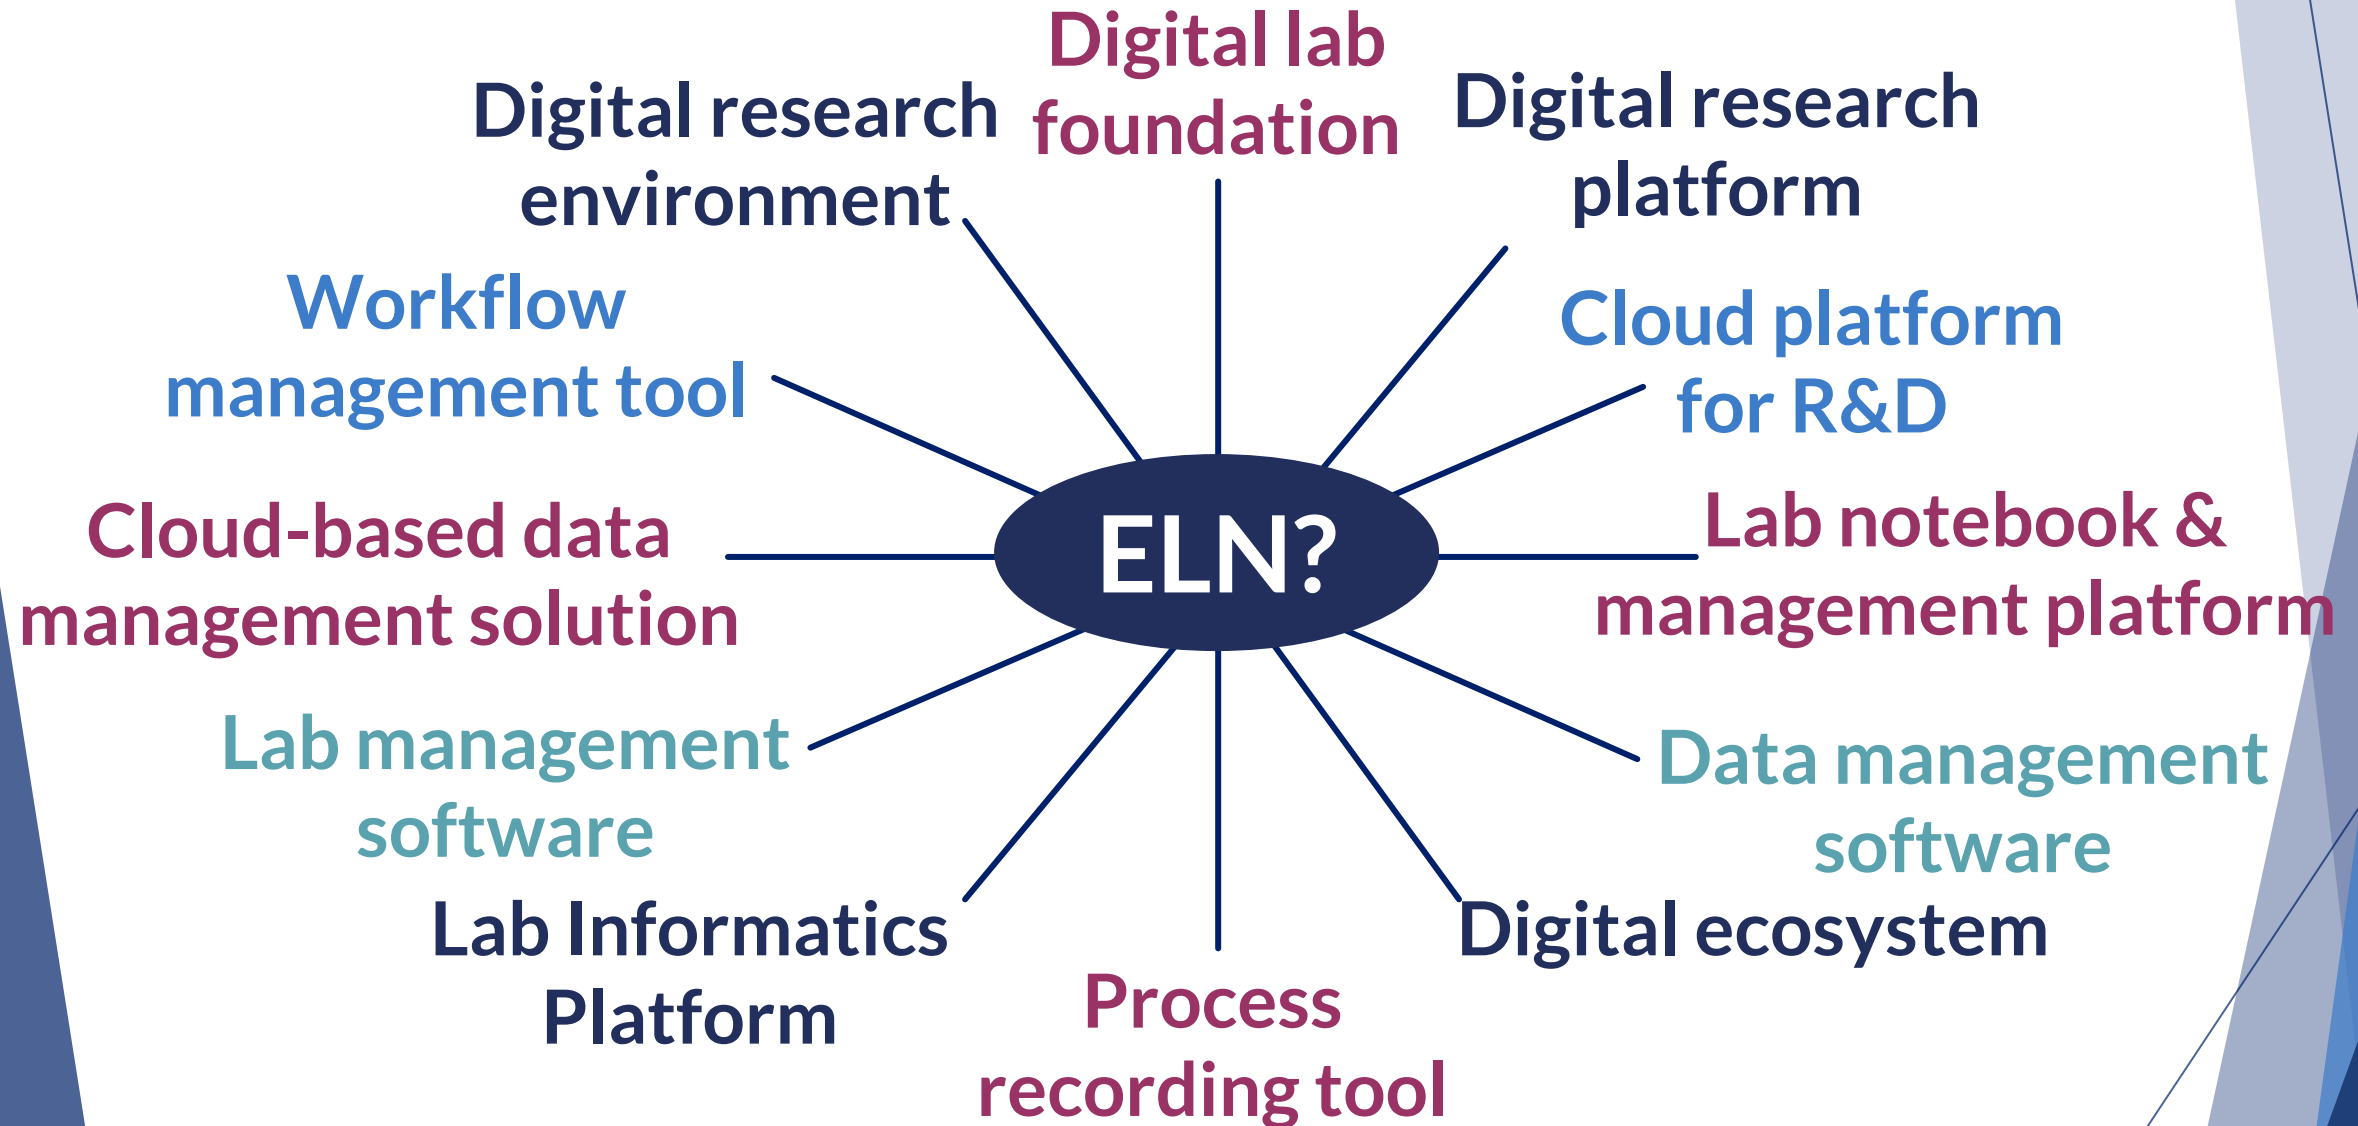 Digital lab
foundation
Digital research
environment
Digital research
platform
Workflow
management tool
Cloud platform
for R&D
Cloud-based data
management solution
ELN?
Lab notebook &
management platform
Lab management
software
Data management
software
Lab Informatics
Platform
Digital ecosystem
Process
recording tool